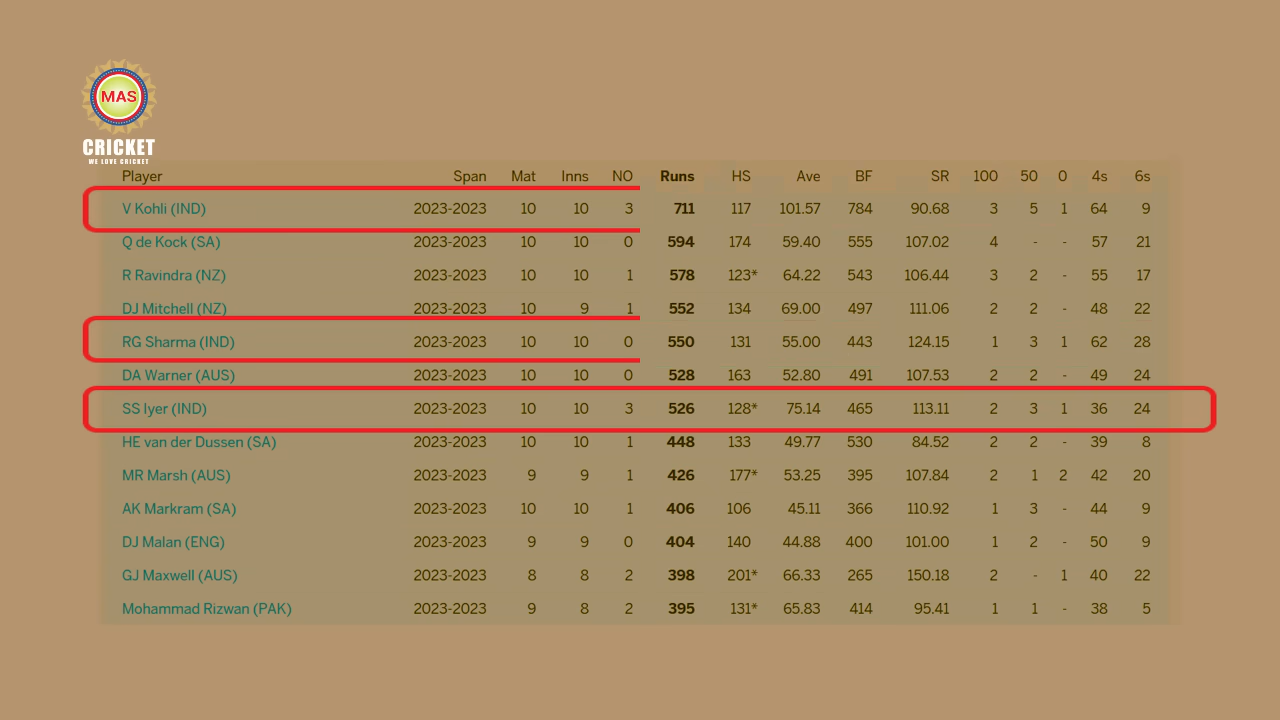 MAS
CRICKET
WE LOVE CRICKET
Player Span Mat Inns NO Runs HS Ave BF SR 100 50 0 4s 6s
V Kohli (IND) 2023-2023 10 10 3 711 117 101.57 784 90.68 3 5 1 64 9
Q de Kock (SA) 2023-2023 10 10 0 594 174 59.40 555 107.02 4 - - 57 21
R Ravindra (NZ) 2023-2023 10 10 1 578 123* 64.22 543 106.44 3 2 - 55 17
DJ Mitchell (NZ) 2023-2023 10 9 1 552 134 69.00 497 111.06 2 2 - 48 22
RG Sharma (IND) 2023-2023 10 10 0 550 131 55.00 443 124.15 1 3 1 62 28
DA Warner (AUS) 2023-2023 10 10 0 528 163 52.80 491 107.53 2 2 - 49 24
SS Iyer (IND) 2023-2023 10 10 3 526 128* 75.14 465 113.11 2 3 1 36 24
HE van der Dussen (SA) 2023-2023 10 10 1 448 133 49.77 530 84.52 2 2 - 39 8
MR Marsh (AUS) 2023-2023 9 9 1 426 177* 53.25 395 107.84 2 1 2 42 20
AK Markram (SA) 2023-2023 10 10 1 406 106 45.11 366 110.92 1 3 - 44 9
DJ Malan (ENG) 2023-2023 9 9 0 404 140 44.88 400 101.00 1 2 - 50 9
GJ Maxwell (AUS) 2023-2023 8 8 2 398 201* 66.33 265 150.18 2 - 1 40 22
Mohammad Rizwan (PAK) 2023-2023 9 8 2 395 131* 65.83 414 95.41 1 1 - 38 5